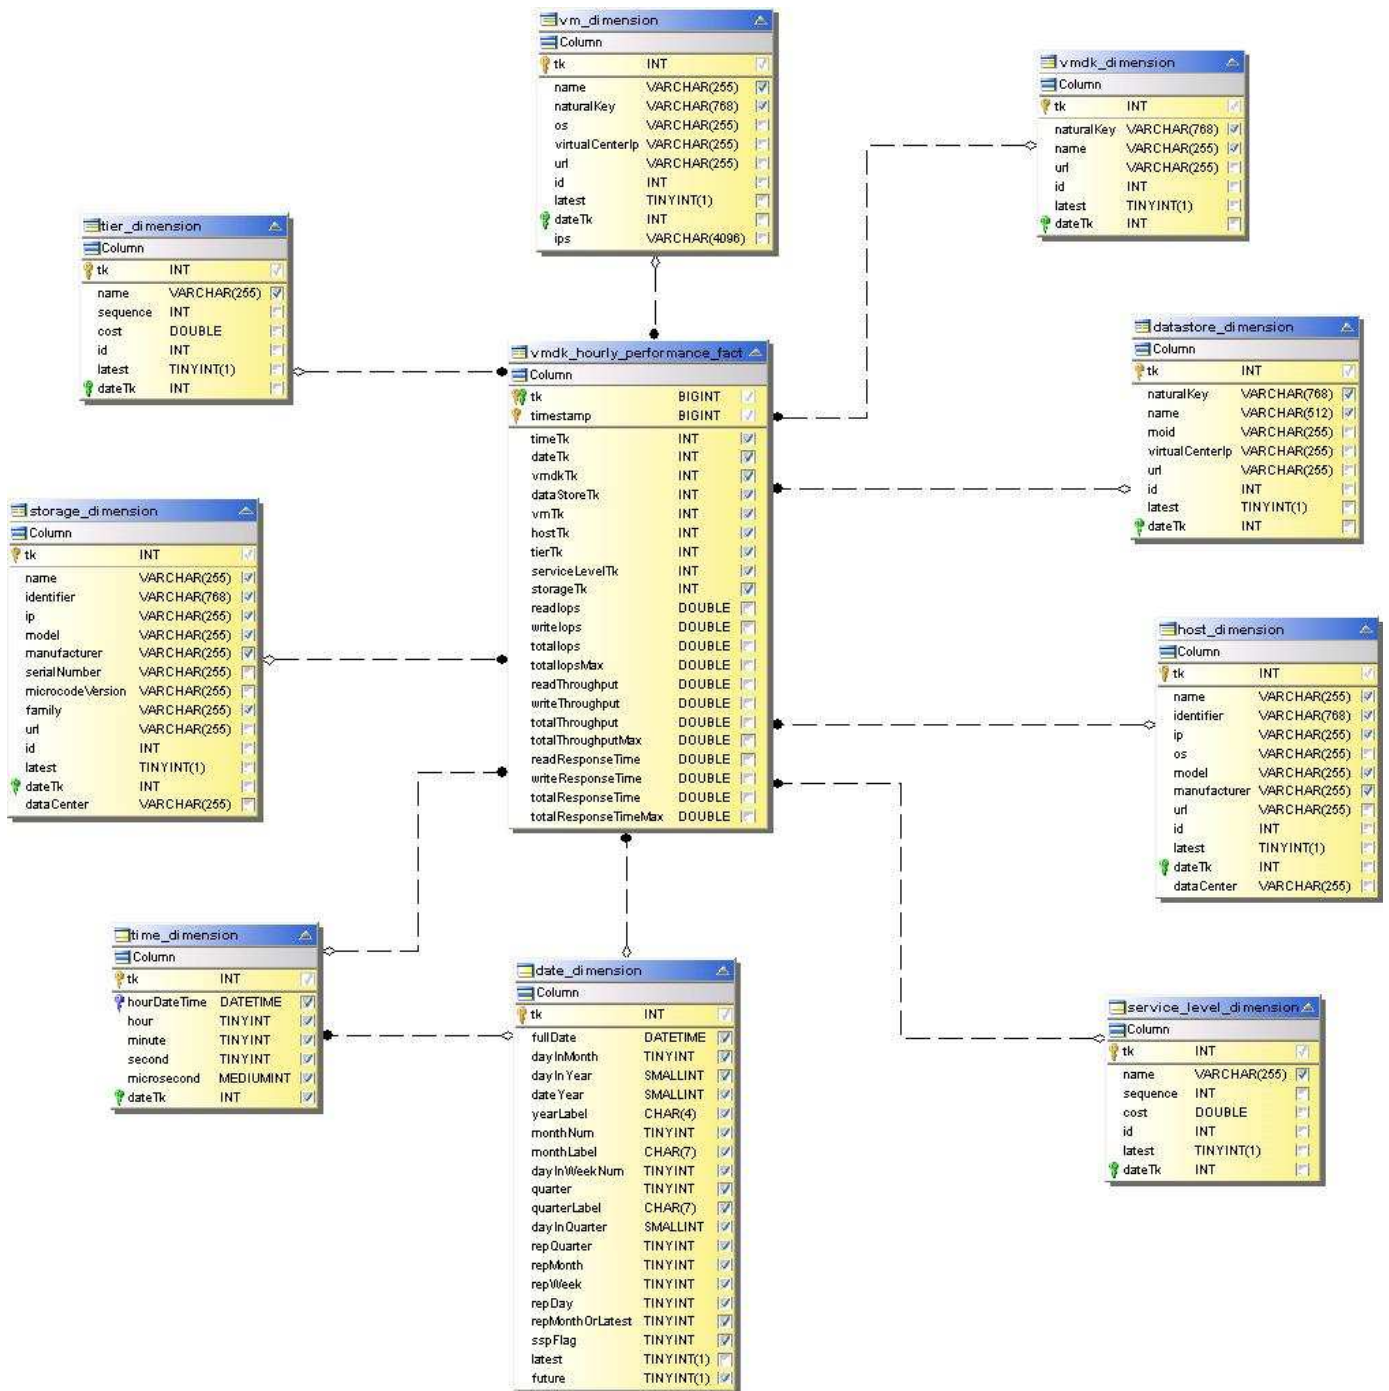 vm_dimension
Column
tk INT
name VARCHAR(255)
naturalKey VARCHAR(768)
os VARCHAR(255)
virtualCenterIp VARCHAR(255)
url VARCHAR(255)
id INT
latest TINYINT(1)
dateTk INT
ips VARCHAR(4096)
vmdk_dimension
Column
tk INT
naturalKey VARCHAR(768)
name VARCHAR(255)
url VARCHAR(255)
id INT
latest TINYINT(1)
dateTk INT
tier_dimension
Column
tk INT
name VARCHAR(255)
sequence INT
cost DOUBLE
id INT
latest TINYINT(1)
dateTk INT
vmdk_hourly_performance_fact
Column
tk BIGINT
timestamp BIGINT
timeTk INT
dateTk INT
vmdkTk INT
dataStoreTk INT
vmTk INT
hostTk INT
tierTk INT
serviceLevelTk INT
storageTk INT
readIops DOUBLE
writeIops DOUBLE
totalIops DOUBLE
totalIopsMax DOUBLE
readThroughput DOUBLE
writeThroughput DOUBLE
totalThroughput DOUBLE
totalThroughputMax DOUBLE
readResponseTime DOUBLE
writeResponseTime DOUBLE
totalResponseTime DOUBLE
totalResponseTimeMax DOUBLE
datastore_dimension
Column
tk INT
naturalKey VARCHAR(768)
name VARCHAR(512)
moid VARCHAR(255)
virtualCenterIp VARCHAR(255)
url VARCHAR(255)
id INT
latest TINYINT(1)
dateTk INT
storage_dimension
Column
tk INT
name VARCHAR(255)
identifier VARCHAR(768)
ip VARCHAR(255)
model VARCHAR(255)
manufacturer VARCHAR(255)
serialNumber VARCHAR(255)
microcodeVersion VARCHAR(255)
family VARCHAR(255)
url VARCHAR(255)
id INT
latest TINYINT(1)
dateTk INT
dataCenter VARCHAR(255)
host_dimension
Column
tk INT
name VARCHAR(255)
identifier VARCHAR(768)
ip VARCHAR(255)
os VARCHAR(255)
model VARCHAR(255)
manufacturer VARCHAR(255)
url VARCHAR(255)
id INT
latest TINYINT(1)
dateTk INT
dataCenter VARCHAR(255)
time_dimension
Column
tk INT
hourDateTime DATETIME
hour TINYINT
minute TINYINT
second TINYINT
microsecond MEDIUMINT
dateTk INT
date_dimension
Column
tk INT
fullDate DATETIME
dayInMonth TINYINT
dayInYear SMALLINT
dateYear SMALLINT
yearLabel CHAR(4)
monthNum TINYINT
monthLabel CHAR(7)
dayInWeekNum TINYINT
quarter TINYINT
quarterLabel CHAR(7)
dayInQuarter SMALLINT
repQuarter TINYINT
repMonth TINYINT
repWeek TINYINT
repDay TINYINT
repMonthOrLatest TINYINT
sspFlag TINYINT
latest TINYINT(1)
future TINYINT(1)
service_level_dimension
Column
tk INT
name VARCHAR(255)
sequence INT
cost DOUBLE
id INT
latest TINYINT(1)
dateTk INT